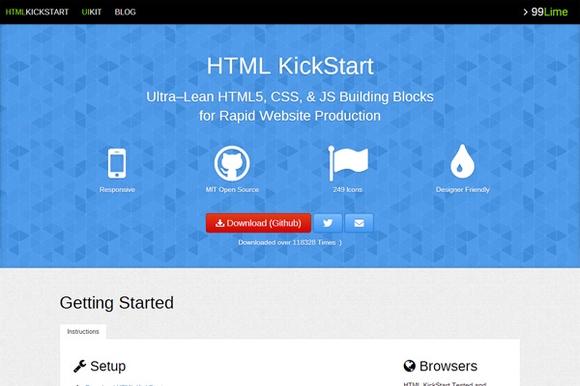 HTMLKICKSTART UIKIT BLOG > 99Lime
HTML KickStart
Ultra–Lean HTML5, CSS, & JS Building Blocks
for Rapid Website Production
Responsive MIT Open Source 249 Icons Designer Friendly
Download (Github)
Downloaded over 118328 Times :)
Getting Started
Instructions
Setup Browsers
HTML KickStart Tested and